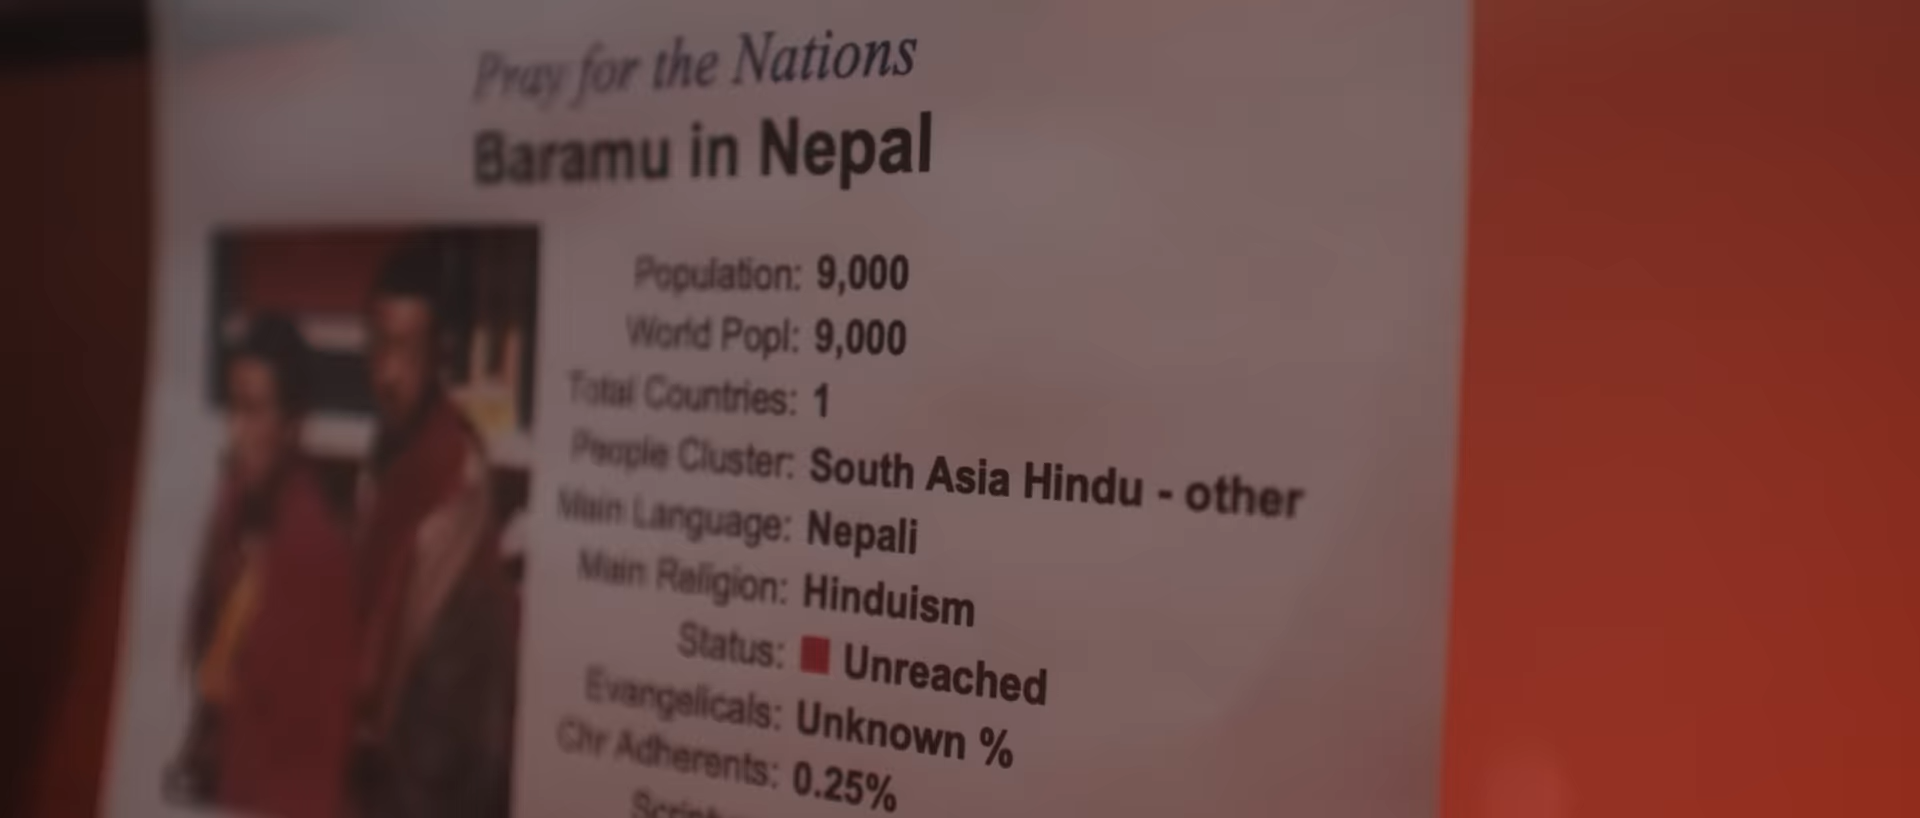 Pray for the Nations
Baramu in Nepal
Population: 9,000
World Popl: 9,000
Total Countries: 1
People Cluster: South Asia Hindu - other
Main Language: Nepali
Main Religion: Hinduism
Status: Unreached
Evangelicals: Unknown %
Chr Adherents: 0.25%